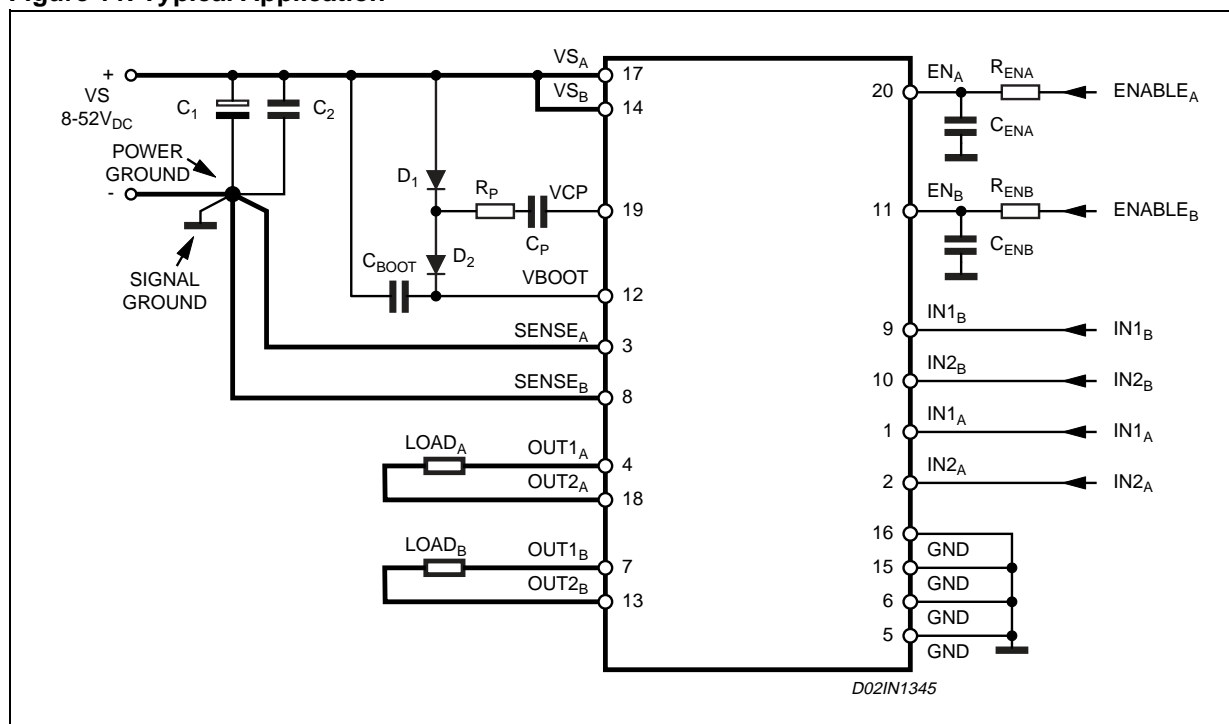 Figure Typical Application
+
VS
8-52V_DC
C1
C2
POWER
GROUND
-
SIGNAL
GROUND
D1
RP
VCP
CP
D2
CBOOT
VBOOT
VSA
17
VSB
14
19
12
SENSEA
3
SENSEB
8
LOADA
OUT1A
4
OUT2A
18
LOADB
OUT1B
7
OUT2B
13
20
ENA
RENA
ENABLEA
CENA
11
ENB
RENB
ENABLEB
CENB
9
IN1B
IN1B
10
IN2B
IN2B
1
IN1A
IN1A
2
IN2A
IN2A
16
GND
15
GND
6
GND
5
GND
D02IN1345